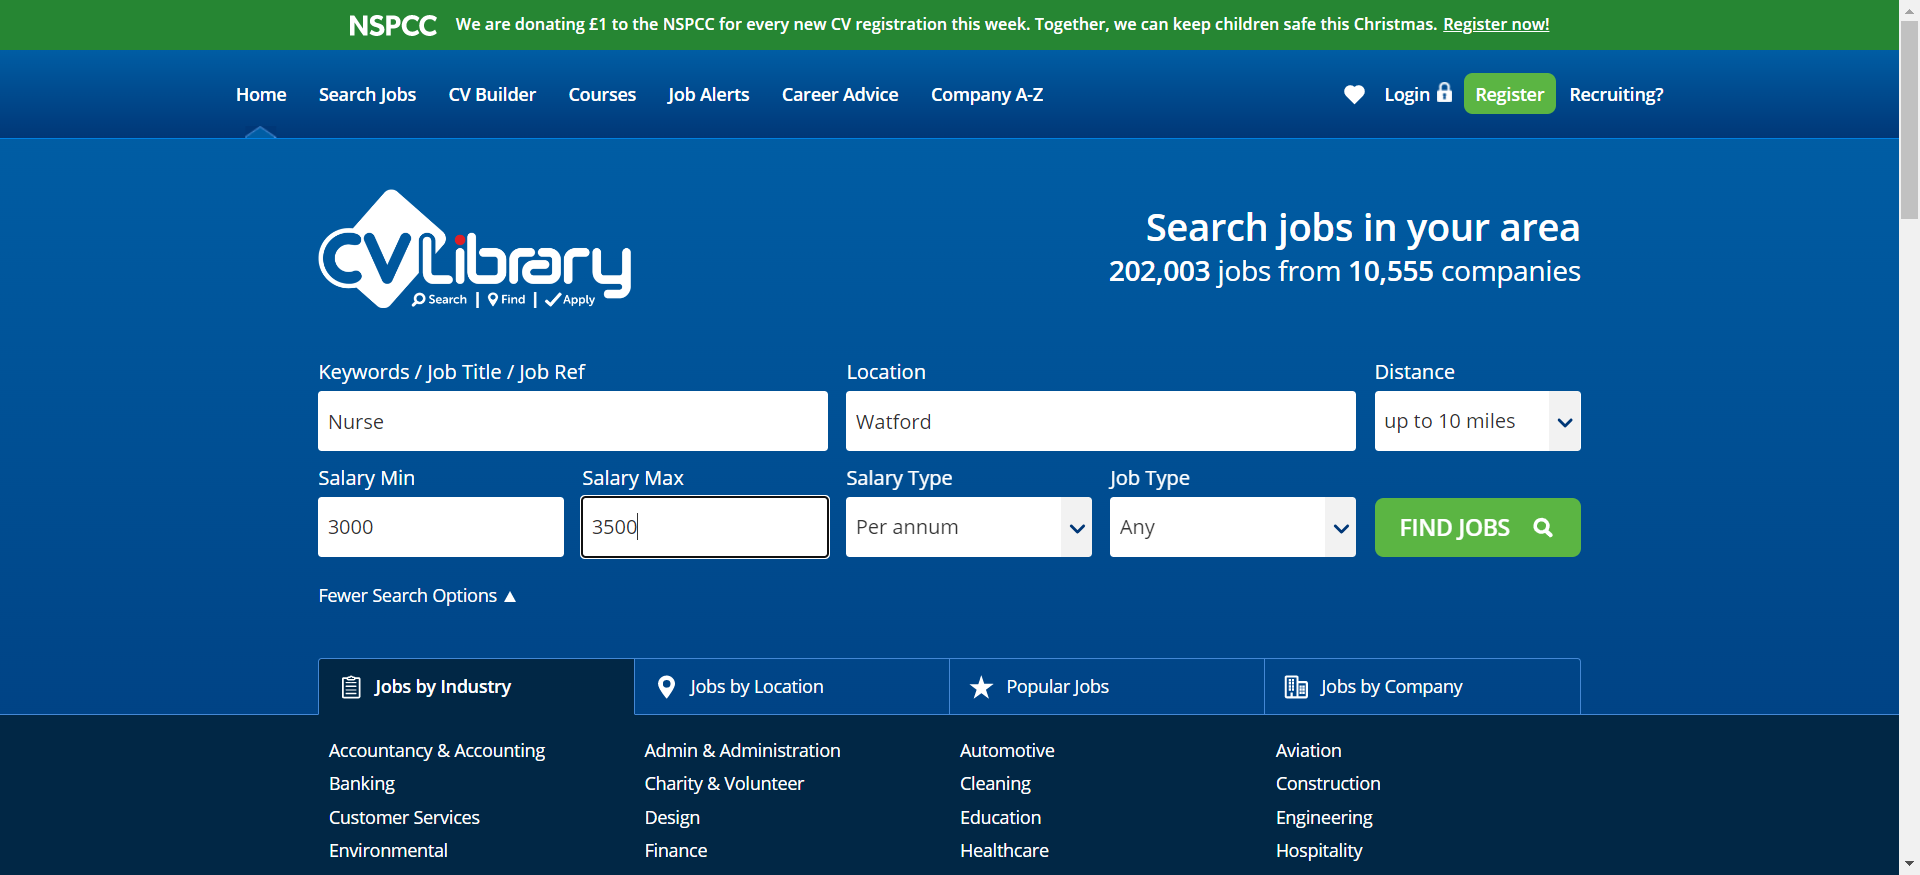 NSPCC We are donating £1 to the NSPCC for every new CV registration this week. Together, we can keep children safe this Christmas. Register now!
Home Search Jobs CV Builder Courses Job Alerts Career Advice Company A-Z Login Register Recruiting?
CV Library
Search | Find | Apply
Search jobs in your area
202,003 jobs from 10,555 companies
Keywords / Job Title / Job Ref Location Distance
Nurse Watford up to 10 miles
Salary Min Salary Max Salary Type Job Type
3000 3500 Per annum Any FIND JOBS
Fewer Search Options ▲
Jobs by Industry Jobs by Location Popular Jobs Jobs by Company
Accountancy & Accounting Admin & Administration Automotive Aviation
Banking Charity & Volunteer Cleaning Construction
Customer Services Design Education Engineering
Environmental Finance Healthcare Hospitality